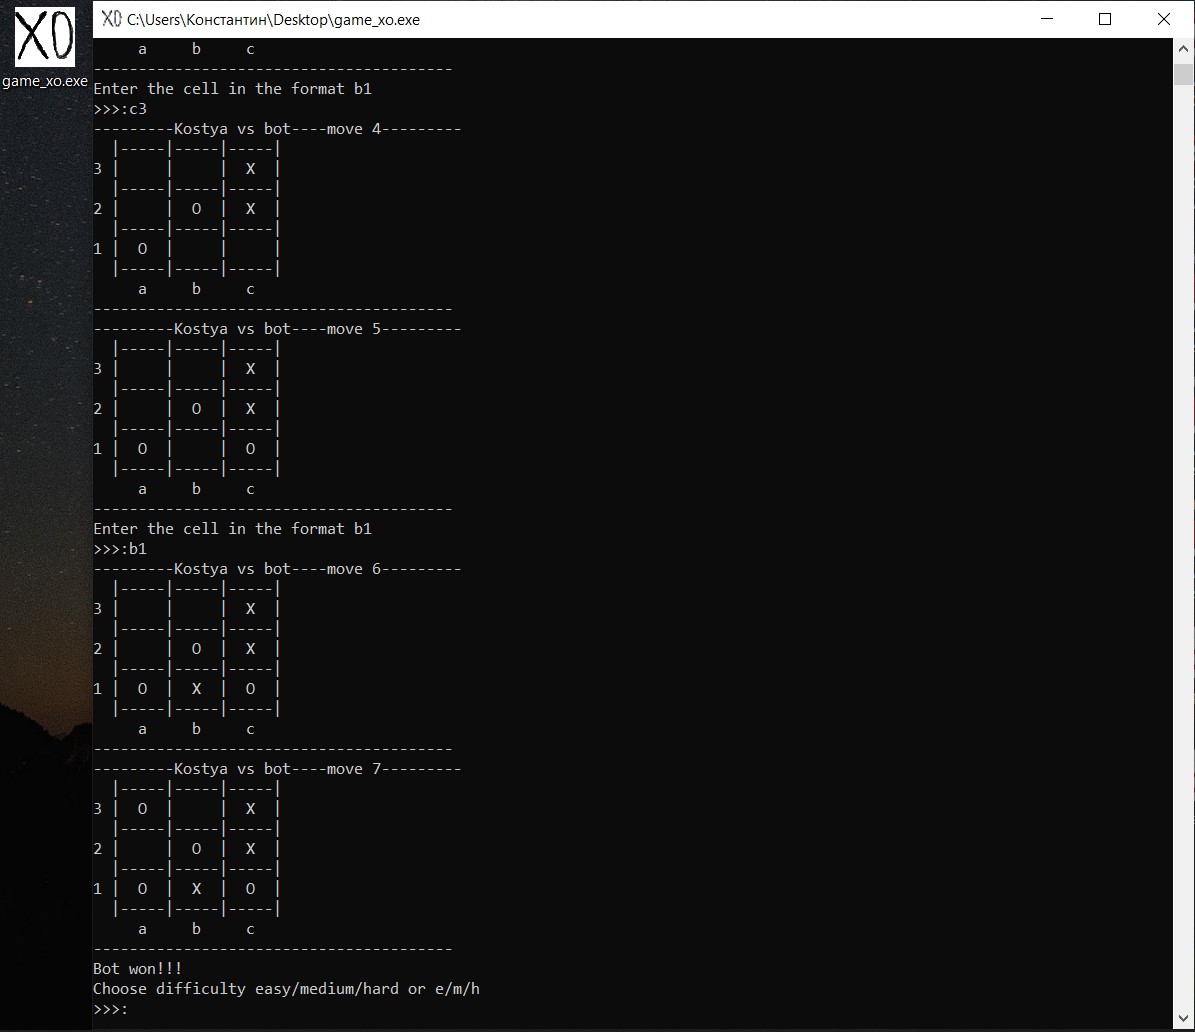 XO
game_xo.exe
XO C:\Users\Константин\Desktop\game_xo.exe
      a     b     c
----------------------------------------
Enter the cell in the format b1
>>>:c3
---------Kostya vs bot----move 4---------
  |-----|-----|-----|
3 |     |     |  X  |
  |-----|-----|-----|
2 |     |  O  |  X  |
  |-----|-----|-----|
1 |  O  |     |     |
  |-----|-----|-----|
     a     b     c
----------------------------------------
---------Kostya vs bot----move 5---------
  |-----|-----|-----|
3 |     |     |  X  |
  |-----|-----|-----|
2 |     |  O  |  X  |
  |-----|-----|-----|
1 |  O  |     |  O  |
  |-----|-----|-----|
     a     b     c
----------------------------------------
Enter the cell in the format b1
>>>:b1
---------Kostya vs bot----move 6---------
  |-----|-----|-----|
3 |     |     |  X  |
  |-----|-----|-----|
2 |     |  O  |  X  |
  |-----|-----|-----|
1 |  O  |  X  |  O  |
  |-----|-----|-----|
     a     b     c
----------------------------------------
---------Kostya vs bot----move 7---------
  |-----|-----|-----|
3 |  O  |     |  X  |
  |-----|-----|-----|
2 |     |  O  |  X  |
  |-----|-----|-----|
1 |  O  |  X  |  O  |
  |-----|-----|-----|
     a     b     c
----------------------------------------
Bot won!!!
Choose difficulty easy/medium/hard or e/m/h
>>>: